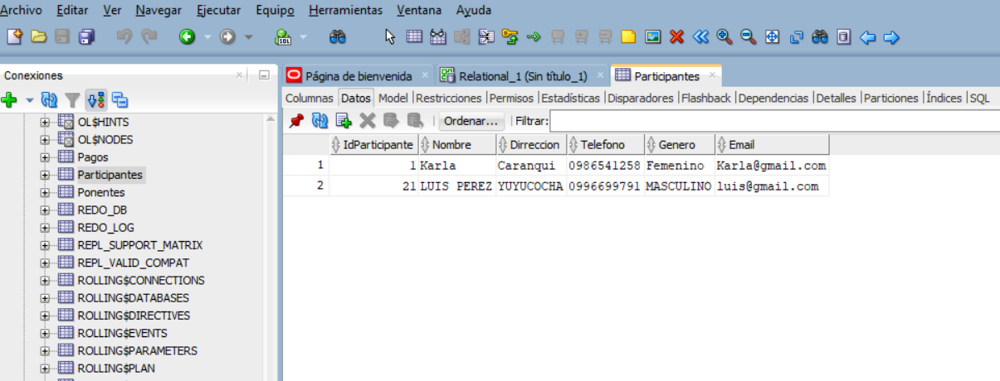 Archivo Editar Ver Navegar Ejecutar Equipo Herramientas Ventana Ayuda
SQL
Conexiones
Página de bienvenida
Relational_1 (Sin título_1)
Participantes
Columnas Datos Model Restricciones Permisos Estadísticas Disparadores Flashback Dependencias Detalles Particiones Índices SQL
Ordenar... Filtrar:
IdParticipante Nombre Dirreccion Telefono Genero Email
1 1 Karla Caranqui 0986541258 Femenino Karla@gmail.com
2 21 LUIS PEREZ YUYUCOCHA 0996699791 MASCULINO luis@gmail.com
OL$HINTS
OL$NODES
Pagos
Participantes
Ponentes
REDO_DB
REDO_LOG
REPL_SUPPORT_MATRIX
REPL_VALID_COMPAT
ROLLING$CONNECTIONS
ROLLING$DATABASES
ROLLING$DIRECTIVES
ROLLING$EVENTS
ROLLING$PARAMETERS
ROLLING$PLAN